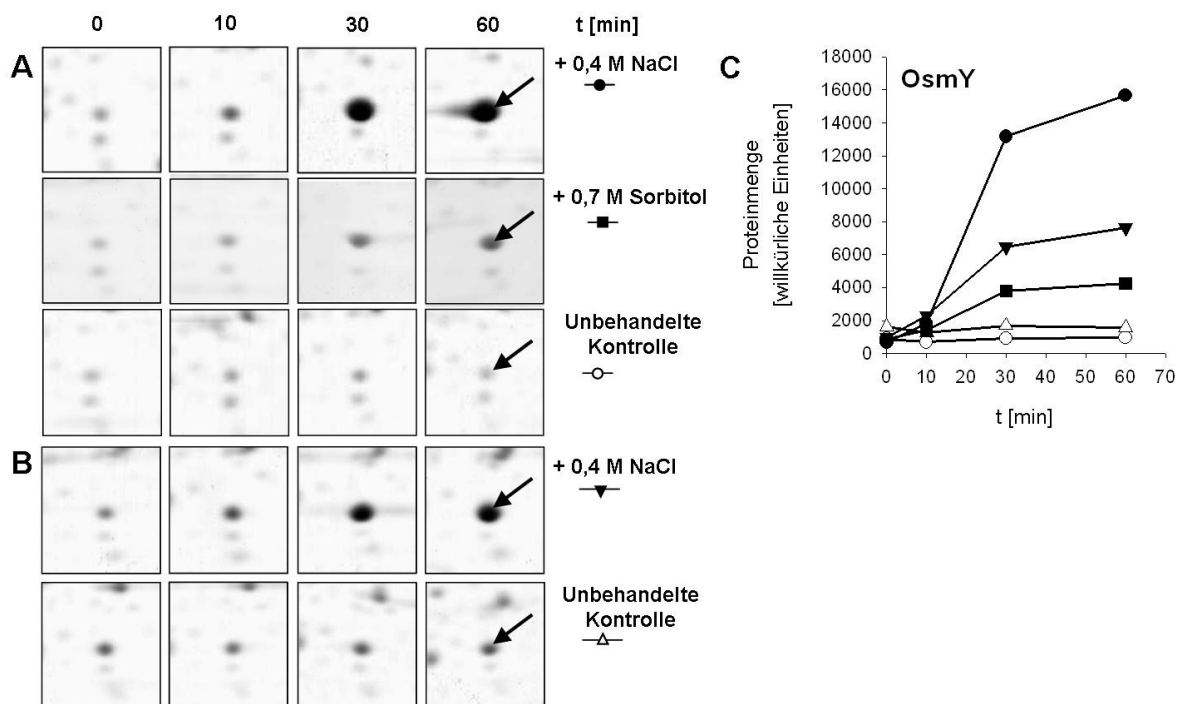 0 10 30 60 t [min]
A
+ 0,4 M NaCl
+ 0,7 M Sorbitol
Unbehandelte
Kontrolle
B
+ 0,4 M NaCl
Unbehandelte
Kontrolle
C
OsmY
Proteinmenge
[willkürliche Einheiten]
18000
16000
14000
12000
10000
8000
6000
4000
2000
0
0 10 20 30 40 50 60 70
t [min]